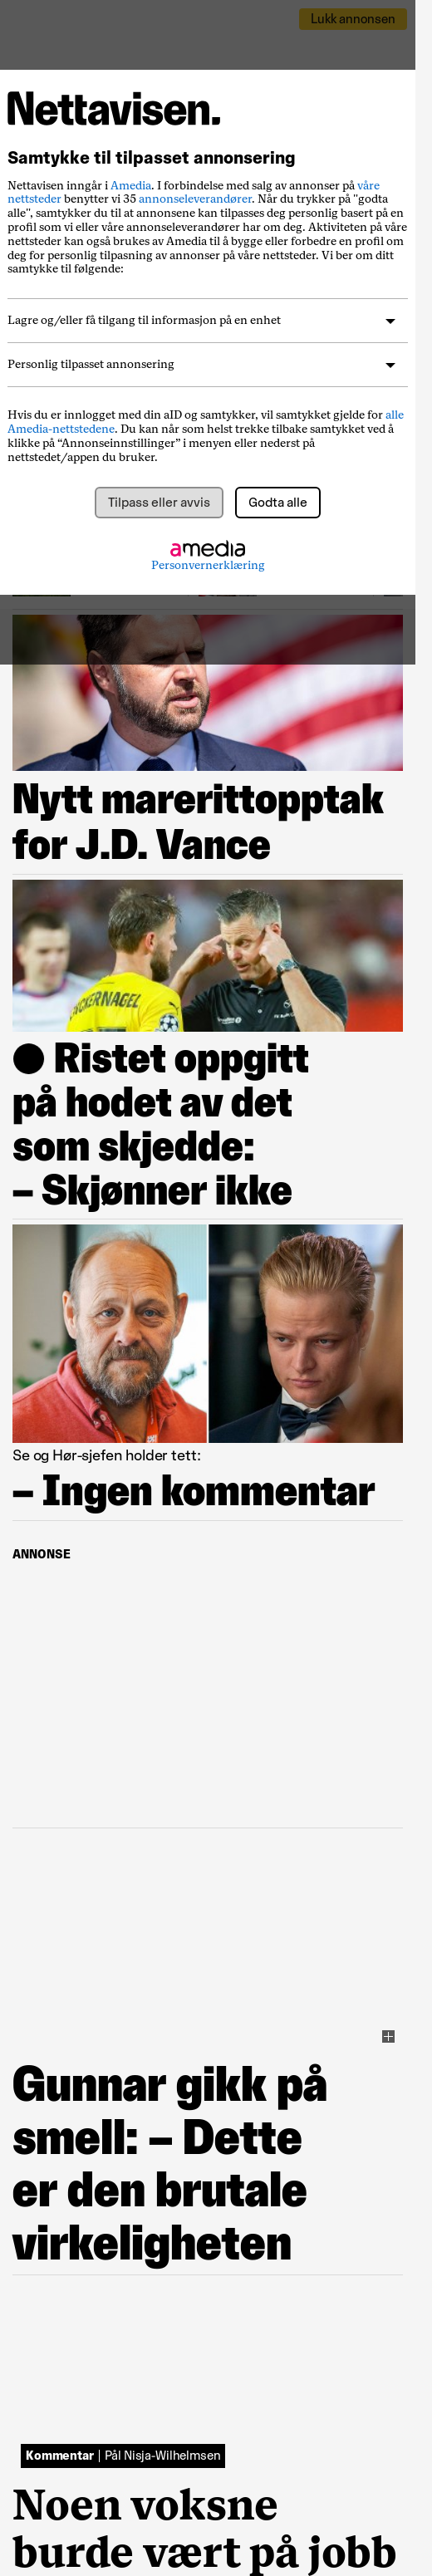 Lukk annonsen
Nettavisen.
Samtykke til tilpasset annonsering
Nettavisen inngår i Amedia. I forbindelse med salg av annonser på våre
nettsteder benytter vi 35 annonseleverandører. Når du trykker på "godta
alle", samtykker du til at annonsene kan tilpasses deg personlig basert på en
profil som vi eller våre annonseleverandører har om deg. Aktiviteten på våre
nettsteder kan også brukes av Amedia til å bygge eller forbedre en profil om
deg for personlig tilpasning av annonser på våre nettsteder. Vi ber om ditt
samtykke til følgende:
Lagre og/eller få tilgang til informasjon på en enhet
Personlig tilpasset annonsering
Hvis du er innlogget med din aID og samtykker, vil samtykket gjelde for alle
Amedia-nettstedene. Du kan når som helst trekke tilbake samtykket ved å
klikke på “Annonseinnstillinger” i menyen eller nederst på
nettstedet/appen du bruker.
Tilpass eller avvis
Godta alle
amedia
Personvernerklæring
Nytt marerittopptak
for J.D. Vance
ACKERNAGEL
● Ristet oppgitt
på hodet av det
som skjedde:
– Skjønner ikke
Se og Hør-sjefen holder tett:
– Ingen kommentar
ANNONSE
Gunnar gikk på
smell: – Dette
er den brutale
virkeligheten
Kommentar | Pål Nisja-Wilhelmsen
Noen voksne
burde vært på jobb